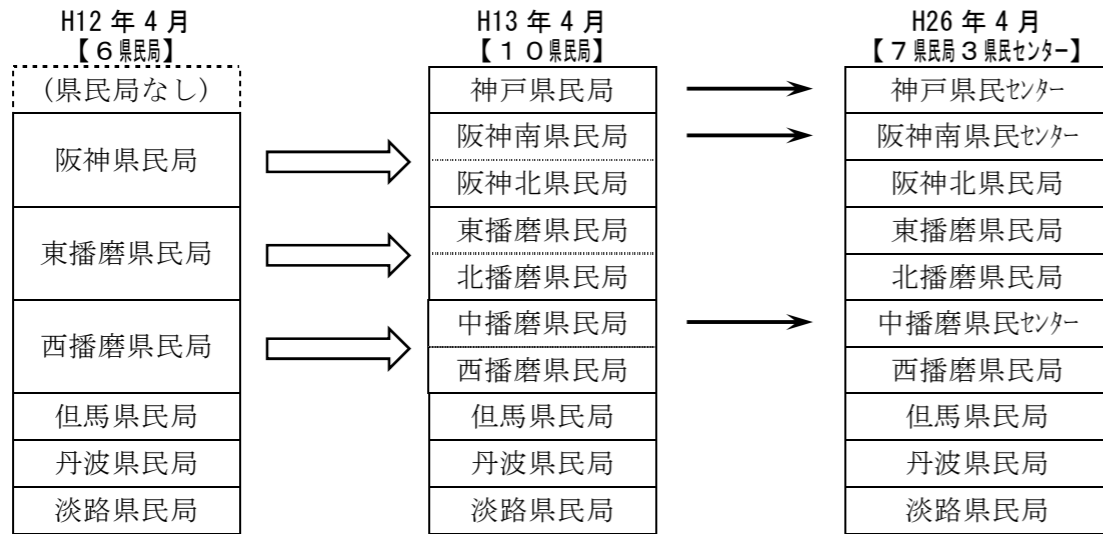 H12年4月
【6県民局】
(県民局なし)
阪神県民局
東播磨県民局
西播磨県民局
但馬県民局
丹波県民局
淡路県民局
H13年4月
【10県民局】
神戸県民局
阪神南県民局
阪神北県民局
東播磨県民局
北播磨県民局
中播磨県民局
西播磨県民局
但馬県民局
丹波県民局
淡路県民局
H26年4月
【7県民局3県民センター】
神戸県民センター
阪神南県民センター
阪神北県民局
東播磨県民局
北播磨県民局
中播磨県民センター
西播磨県民局
但馬県民局
丹波県民局
淡路県民局